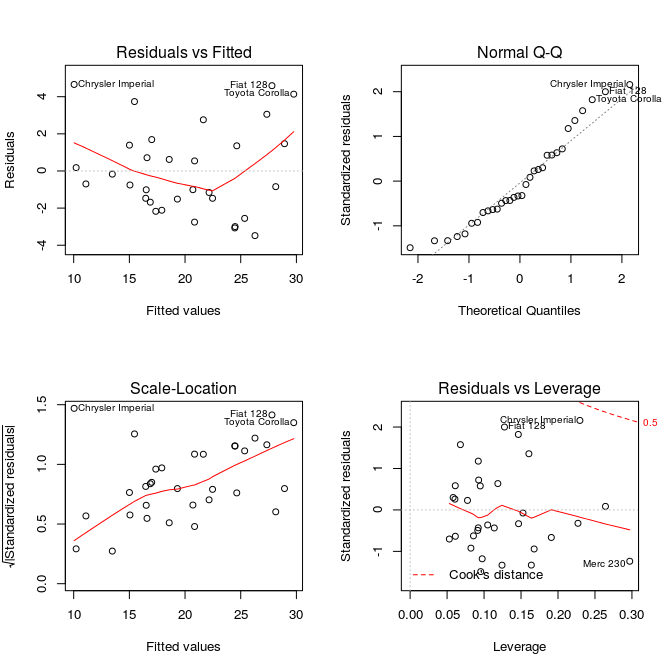 Residuals vs Fitted
Residuals
-4 -2 0 2 4
Chrysler Imperial
Fiat 128
Toyota Corolla
10 15 20 25 30
Fitted values
Normal Q-Q
Standardized residuals
-1 0 1 2
Chrysler Imperial
Fiat 128
Toyota Corolla
-2 -1 0 1 2
Theoretical Quantiles
Scale-Location
√|Standardized residuals|
0.0 0.5 1.0 1.5
Chrysler Imperial
Fiat 128
Toyota Corolla
10 15 20 25 30
Fitted values
Residuals vs Leverage
Standardized residuals
-1 0 1 2
Chrysler Imperial
Fiat 128
0.5
Merc 230
Cook's distance
0.00 0.05 0.10 0.15 0.20 0.25 0.30
Leverage